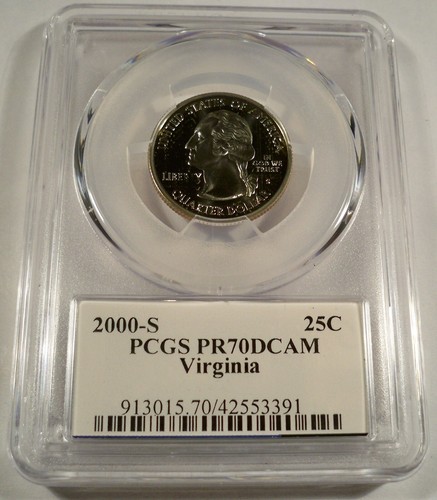 UNITED STATES OF AMERICA
LIBERTY
IN
GOD WE
TRUST
S
QUARTER DOLLAR
2000-S 25C
PCGS PR70DCAM
Virginia
913015.70/42553391